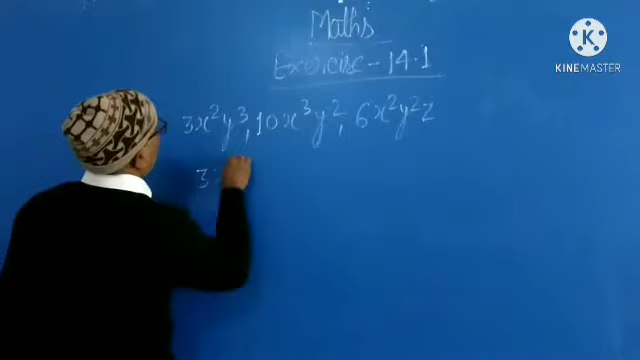 Maths
Exercise - 14.1
3x²y³, 10x³y², 6x²y²z
3
K
KINEMASTER